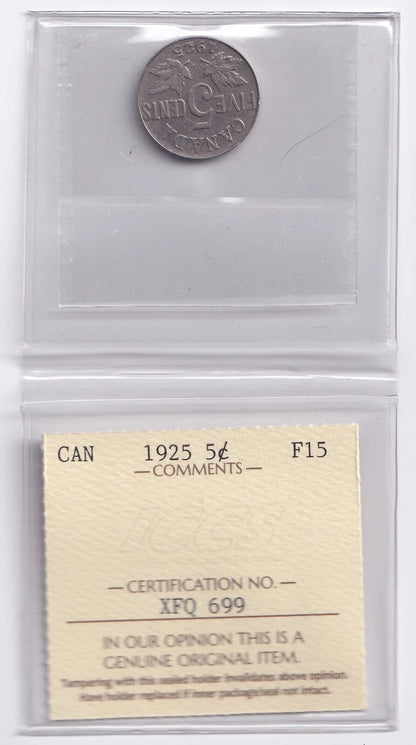 CANADA
FIVE 5 CENTS
1925
CAN 1925 5¢ F15
—COMMENTS—
—CERTIFICATION NO.—
XFQ 699
IN OUR OPINION THIS IS A
GENUINE ORIGINAL ITEM.
Tampering with this sealed holder invalidates above opinion.
Have holder replaced if inner package/seal not intact.